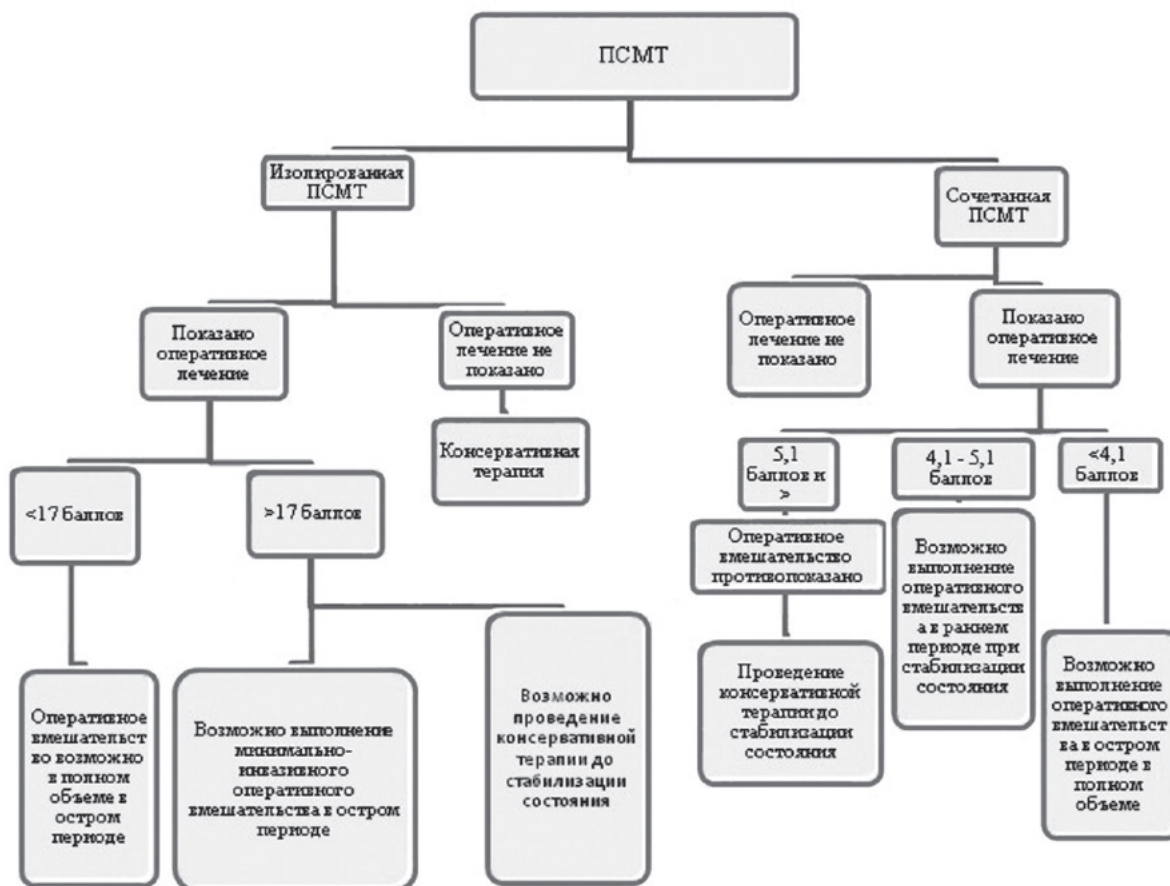 ПСМТ
Изолированная
ПСМТ
Сочетанная
ПСМТ
Показано
оперативное
лечение
Оперативное
лечение не
показано
Оперативное
лечение не
показано
Показано
оперативное
лечение
Консервативная
терапия
<17 баллов
>17 баллов
5,1
баллов и
>
4,1 - 5,1
баллов
<4,1
баллов
Оперативное
вмешательство
противопоказано
Возможно
выполнение
оперативного
вмешательств
а в раннем
периоде при
стабилизации
состояния
Оперативное
вмешательст
во возможно
в полном
объеме в
остром
периоде
Возможно выполнение
минимально-
инвазивного
оперативного
вмешательства в остром
периоде
Возможно
проведение
консервативной
терапии до
стабилизации
состояния
Проведение
консервативной
терапии до
стабилизации
состояния
Возможно
выполнение
оперативного
вмешательст
ва в остром
периоде в
полном
объеме